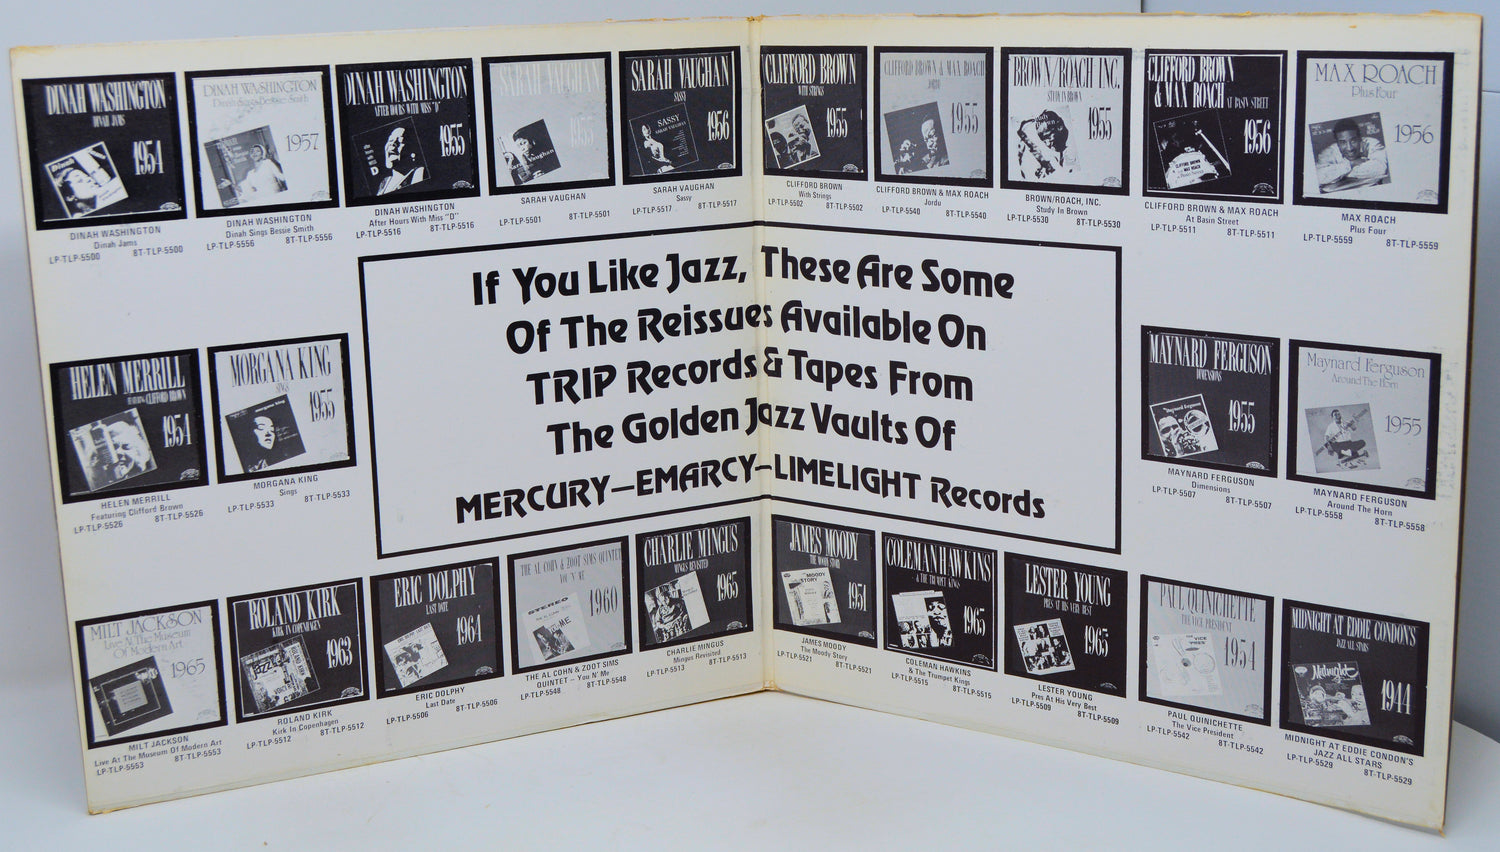 DINAH WASHINGTON
DINAH JAMS
1954
DINAH WASHINGTON
Dinah Jams
LP-TLP-5500 8T-TLP-5500
DINAH WASHINGTON
Dinah Sings Bessie Smith
1957
DINAH WASHINGTON
Dinah Sings Bessie Smith
LP-TLP-5556 8T-TLP-5556
DINAH WASHINGTON
AFTER HOURS WITH MISS "D"
1955
DINAH WASHINGTON
After Hours With Miss "D"
LP-TLP-5516 8T-TLP-5516
SARAH VAUGHAN
1955
SARAH VAUGHAN
LP-TLP-5501 8T-TLP-5501
SARAH VAUGHAN
SASSY
1956
SASSY
SARAH VAUGHAN
SARAH VAUGHAN
Sassy
LP-TLP-5517 8T-TLP-5517
CLIFFORD BROWN
WITH STRINGS
1955
CLIFFORD BROWN
With Strings
LP-TLP-5502 8T-TLP-5502
CLIFFORD BROWN & MAX ROACH
JORDU
1955
CLIFFORD BROWN & MAX ROACH
Jordu
LP-TLP-5540 8T-TLP-5540
BROWN/ROACH INC.
STUDY IN BROWN
1955
BROWN/ROACH, INC.
Study In Brown
LP-TLP-5530 8T-TLP-5530
CLIFFORD BROWN
& MAX ROACH AT BASIN STREET
1956
CLIFFORD BROWN & MAX ROACH
At Basin Street
LP-TLP-5511 8T-TLP-5511
MAX ROACH
Plus Four
1956
MAX ROACH
Plus Four
LP-TLP-5559 8T-TLP-5559
If You Like Jazz, These Are Some
Of The Reissues Available On
TRIP Records & Tapes From
The Golden Jazz Vaults Of
MERCURY—EMARCY—LIMELIGHT Records
HELEN MERRILL
FEATURING CLIFFORD BROWN
1954
HELEN MERRILL
Featuring Clifford Brown
LP-TLP-5526 8T-TLP-5526
MORGANA KING
SINGS
1955
MORGANA KING
Sings
LP-TLP-5533 8T-TLP-5533
MAYNARD FERGUSON
DIMENSIONS
1955
MAYNARD FERGUSON
Dimensions
LP-TLP-5507 8T-TLP-5507
Maynard Ferguson
Around The Horn
1955
MAYNARD FERGUSON
Around The Horn
LP-TLP-5558 8T-TLP-5558
MILT JACKSON
Live At The Museum
Of Modern Art
1965
MILT JACKSON
Live At The Museum Of Modern Art
LP-TLP-5553 8T-TLP-5553
ROLAND KIRK
KIRK IN COPENHAGEN
1963
ROLAND KIRK
Kirk In Copenhagen
LP-TLP-5512 8T-TLP-5512
ERIC DOLPHY
LAST DATE
1964
ERIC DOLPHY
Last Date
LP-TLP-5506 8T-TLP-5506
THE AL COHN & ZOOT SIMS QUINTET
YOU 'N' ME
1960
STEREO
THE AL COHN & ZOOT SIMS
QUINTET – You N' Me
LP-TLP-5548 8T-TLP-5548
CHARLIE MINGUS
MINGUS REVISITED
1965
CHARLIE MINGUS
Mingus Revisited
LP-TLP-5513 8T-TLP-5513
JAMES MOODY
THE MOODY STORY
1951
MOODY
STORY
JAMES MOODY
The Moody Story
LP-TLP-5521 8T-TLP-5521
COLEMAN HAWKINS
& THE TRUMPET KINGS
1965
COLEMAN HAWKINS
& The Trumpet Kings
LP-TLP-5515 8T-TLP-5515
LESTER YOUNG
PRES AT HIS VERY BEST
1965
LESTER YOUNG
Pres At His Very Best
LP-TLP-5509 8T-TLP-5509
PAUL QUINICHETTE
THE VICE PRESIDENT
1954
PAUL QUINICHETTE
The Vice President
LP-TLP-5542 8T-TLP-5542
MIDNIGHT AT EDDIE CONDON'S
JAZZ ALL STARS
1944
Midnight
MIDNIGHT AT EDDIE CONDON'S
JAZZ ALL STARS
LP-TLP-5529 8T-TLP-5529